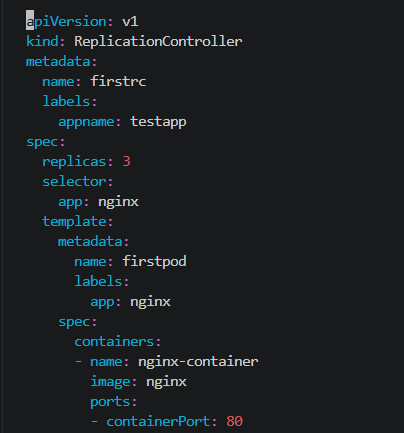 apiVersion: v1
kind: ReplicationController
metadata:
  name: firstrc
  labels:
    appname: testapp
spec:
  replicas: 3
  selector:
    app: nginx
  template:
    metadata:
      name: firstpod
      labels:
        app: nginx
    spec:
      containers:
      - name: nginx-container
        image: nginx
        ports:
        - containerPort: 80